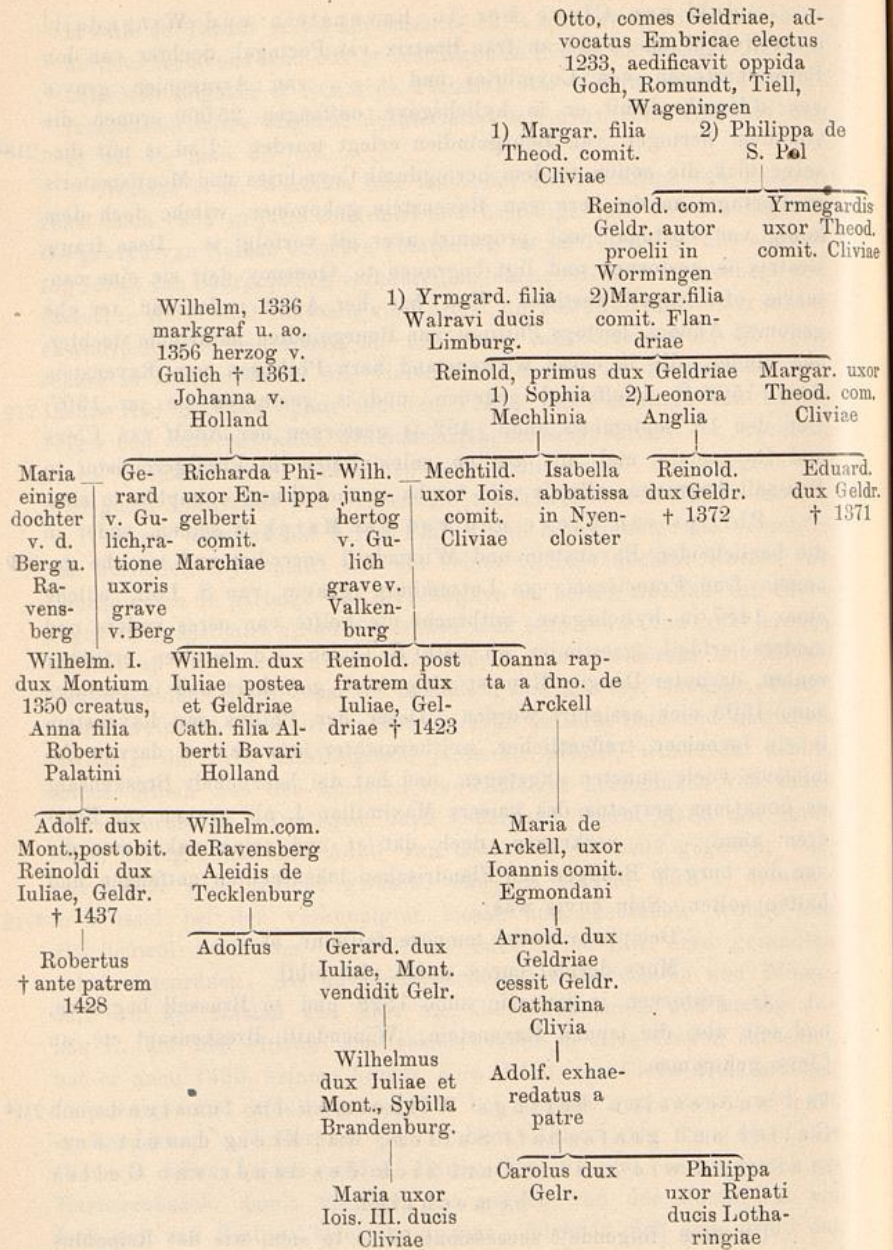 Otto, comes Geldriae, ad-
vocatus Embricae electus
1233, aedificavit oppida
Goch, Romundt, Tiell,
Wageningen
1) Margar. filia
Theod. comit.
Cliviae
2) Philippa de
S. Pol
Reinold. com.
Geldr. autor
proelii in
Wormingen
Yrmegardis
uxor Theod.
comit. Cliviae
1) Yrmgard. filia
Walravi ducis
Limburg.
2)Margar.filia
comit. Flan-
driae
Wilhelm, 1336
markgraf u. ao.
1356 herzog v.
Gulich † 1361.
Johanna v.
Holland
Reinold, primus dux Geldriae
1) Sophia
Mechlinia
2)Leonora
Anglia
Margar. uxor
Theod. com.
Cliviae
Maria
einige
dochter
v. d.
Berg u.
Ra-
vens-
berg
Ge-
rard
v. Gu-
lich,ra-
tione
uxoris
grave
v. Berg
Richarda
uxor En-
gelberti
comit.
Marchiae
Phi-
lippa
Wilh.
jung-
hertog
v. Gu-
lich
grave v.
Valken-
burg
Mechtild.
uxor Iois.
comit.
Cliviae
Isabella
abbatissa
in Nyen-
cloister
Reinold.
dux Geldr.
† 1372
Eduard.
dux Geldr.
† 1371
Wilhelm. I.
dux Montium
1350 creatus,
Anna filia
Roberti
Palatini
Wilhelm. dux
Iuliae postea
et Geldriae
Cath. filia Al-
berti Bavari
Holland
Reinold. post
fratrem dux
Iuliae, Gel-
driae † 1423
Ioanna rap-
ta a dno. de
Arckell
Adolf. dux
Mont.,post obit.
Reinoldi dux
Iuliae, Geldr.
† 1437
Wilhelm.com.
deRavensberg
Aleidis de
Tecklenburg
Maria de
Arckell, uxor
Ioannis comit.
Egmondani
Robertus
† ante patrem
1428
Adolfus
Gerard. dux
Iuliae, Mont.
vendidit Gelr.
Arnold. dux
Geldriae
cessit Geldr.
Catharina
Clivia
Wilhelmus
dux Iuliae et
Mont., Sybilla
Brandenburg.
Adolf. exhae-
redatus a
patre
Maria uxor
Iois. III. ducis
Cliviae
Carolus dux
Gelr.
Philippa
uxor Renati
ducis Lotha-
ringiae